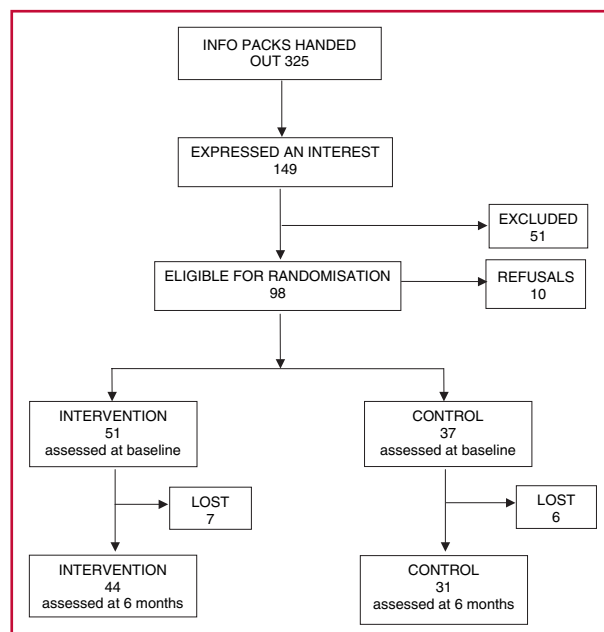 INFO PACKS HANDED
OUT 325
EXPRESSED AN INTEREST
149
EXCLUDED
51
ELIGIBLE FOR RANDOMISATION
98
REFUSALS
10
INTERVENTION
51
assessed at baseline
CONTROL
37
assessed at baseline
LOST
7
LOST
6
INTERVENTION
44
assessed at 6 months
CONTROL
31
assessed at 6 months